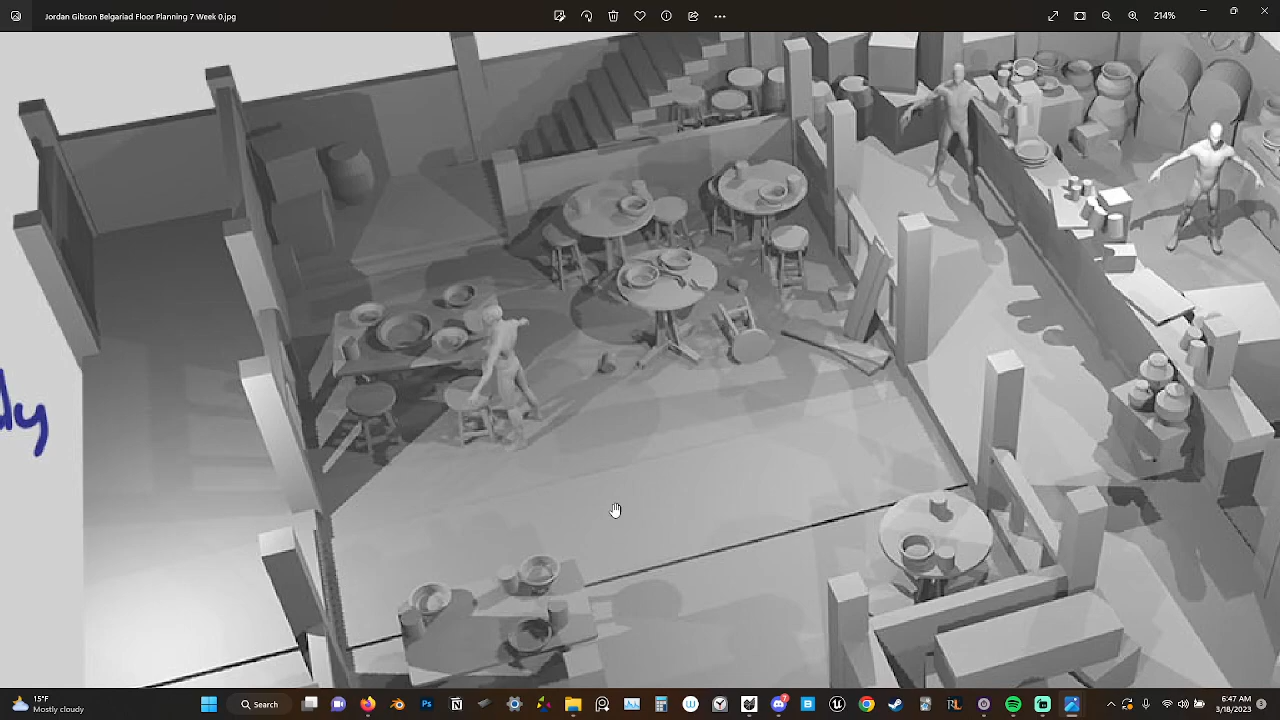 Jordan Gibson Belgariad Floor Planning 7 Week 0.jpg
214%
15°F
Mostly cloudy
Search
6:47 AM
3/18/2023